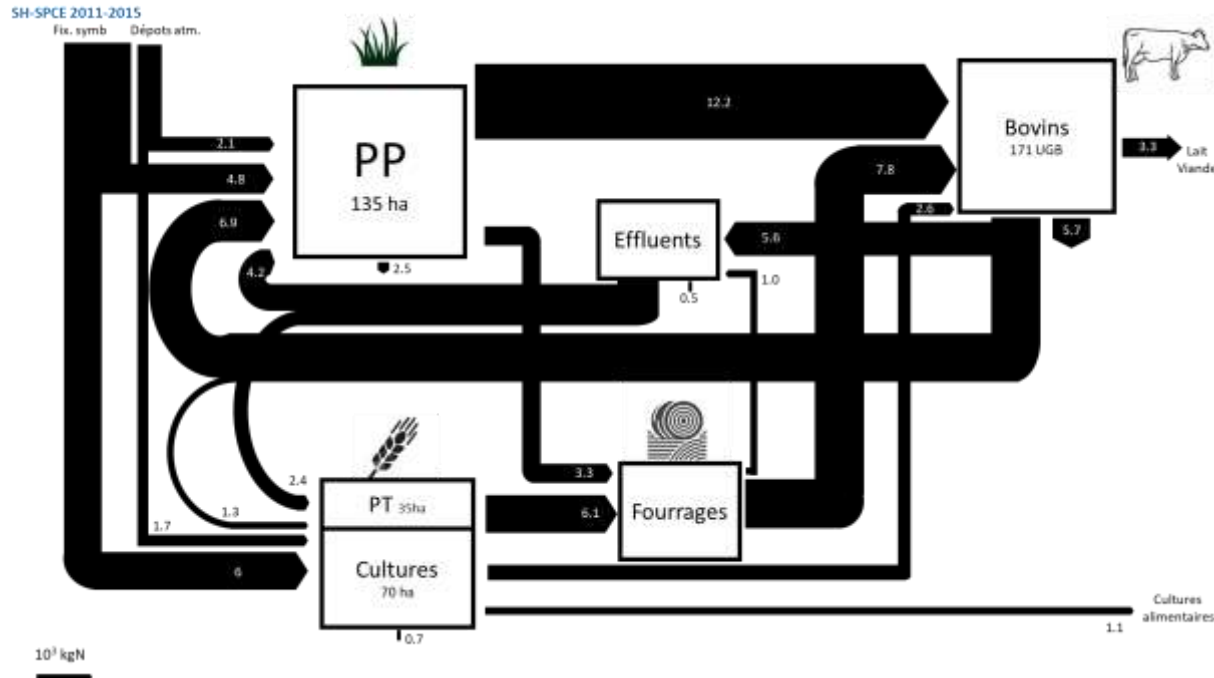 SH-SPCE 2011-2015
Fix. symb
Dépots atm.
2.1
4.8
6.9
4.2
PP
135 ha
2.5
12.2
Bovins
171 UGB
3.3
Lait
Viande
7.8
2.6
5.7
Effluents
5.6
0.5
1.0
2.4
1.3
1.7
6
PT 35ha
Cultures
70 ha
0.7
3.3
6.1
Fourrages
Cultures
alimentaires
1.1
10³ kgN